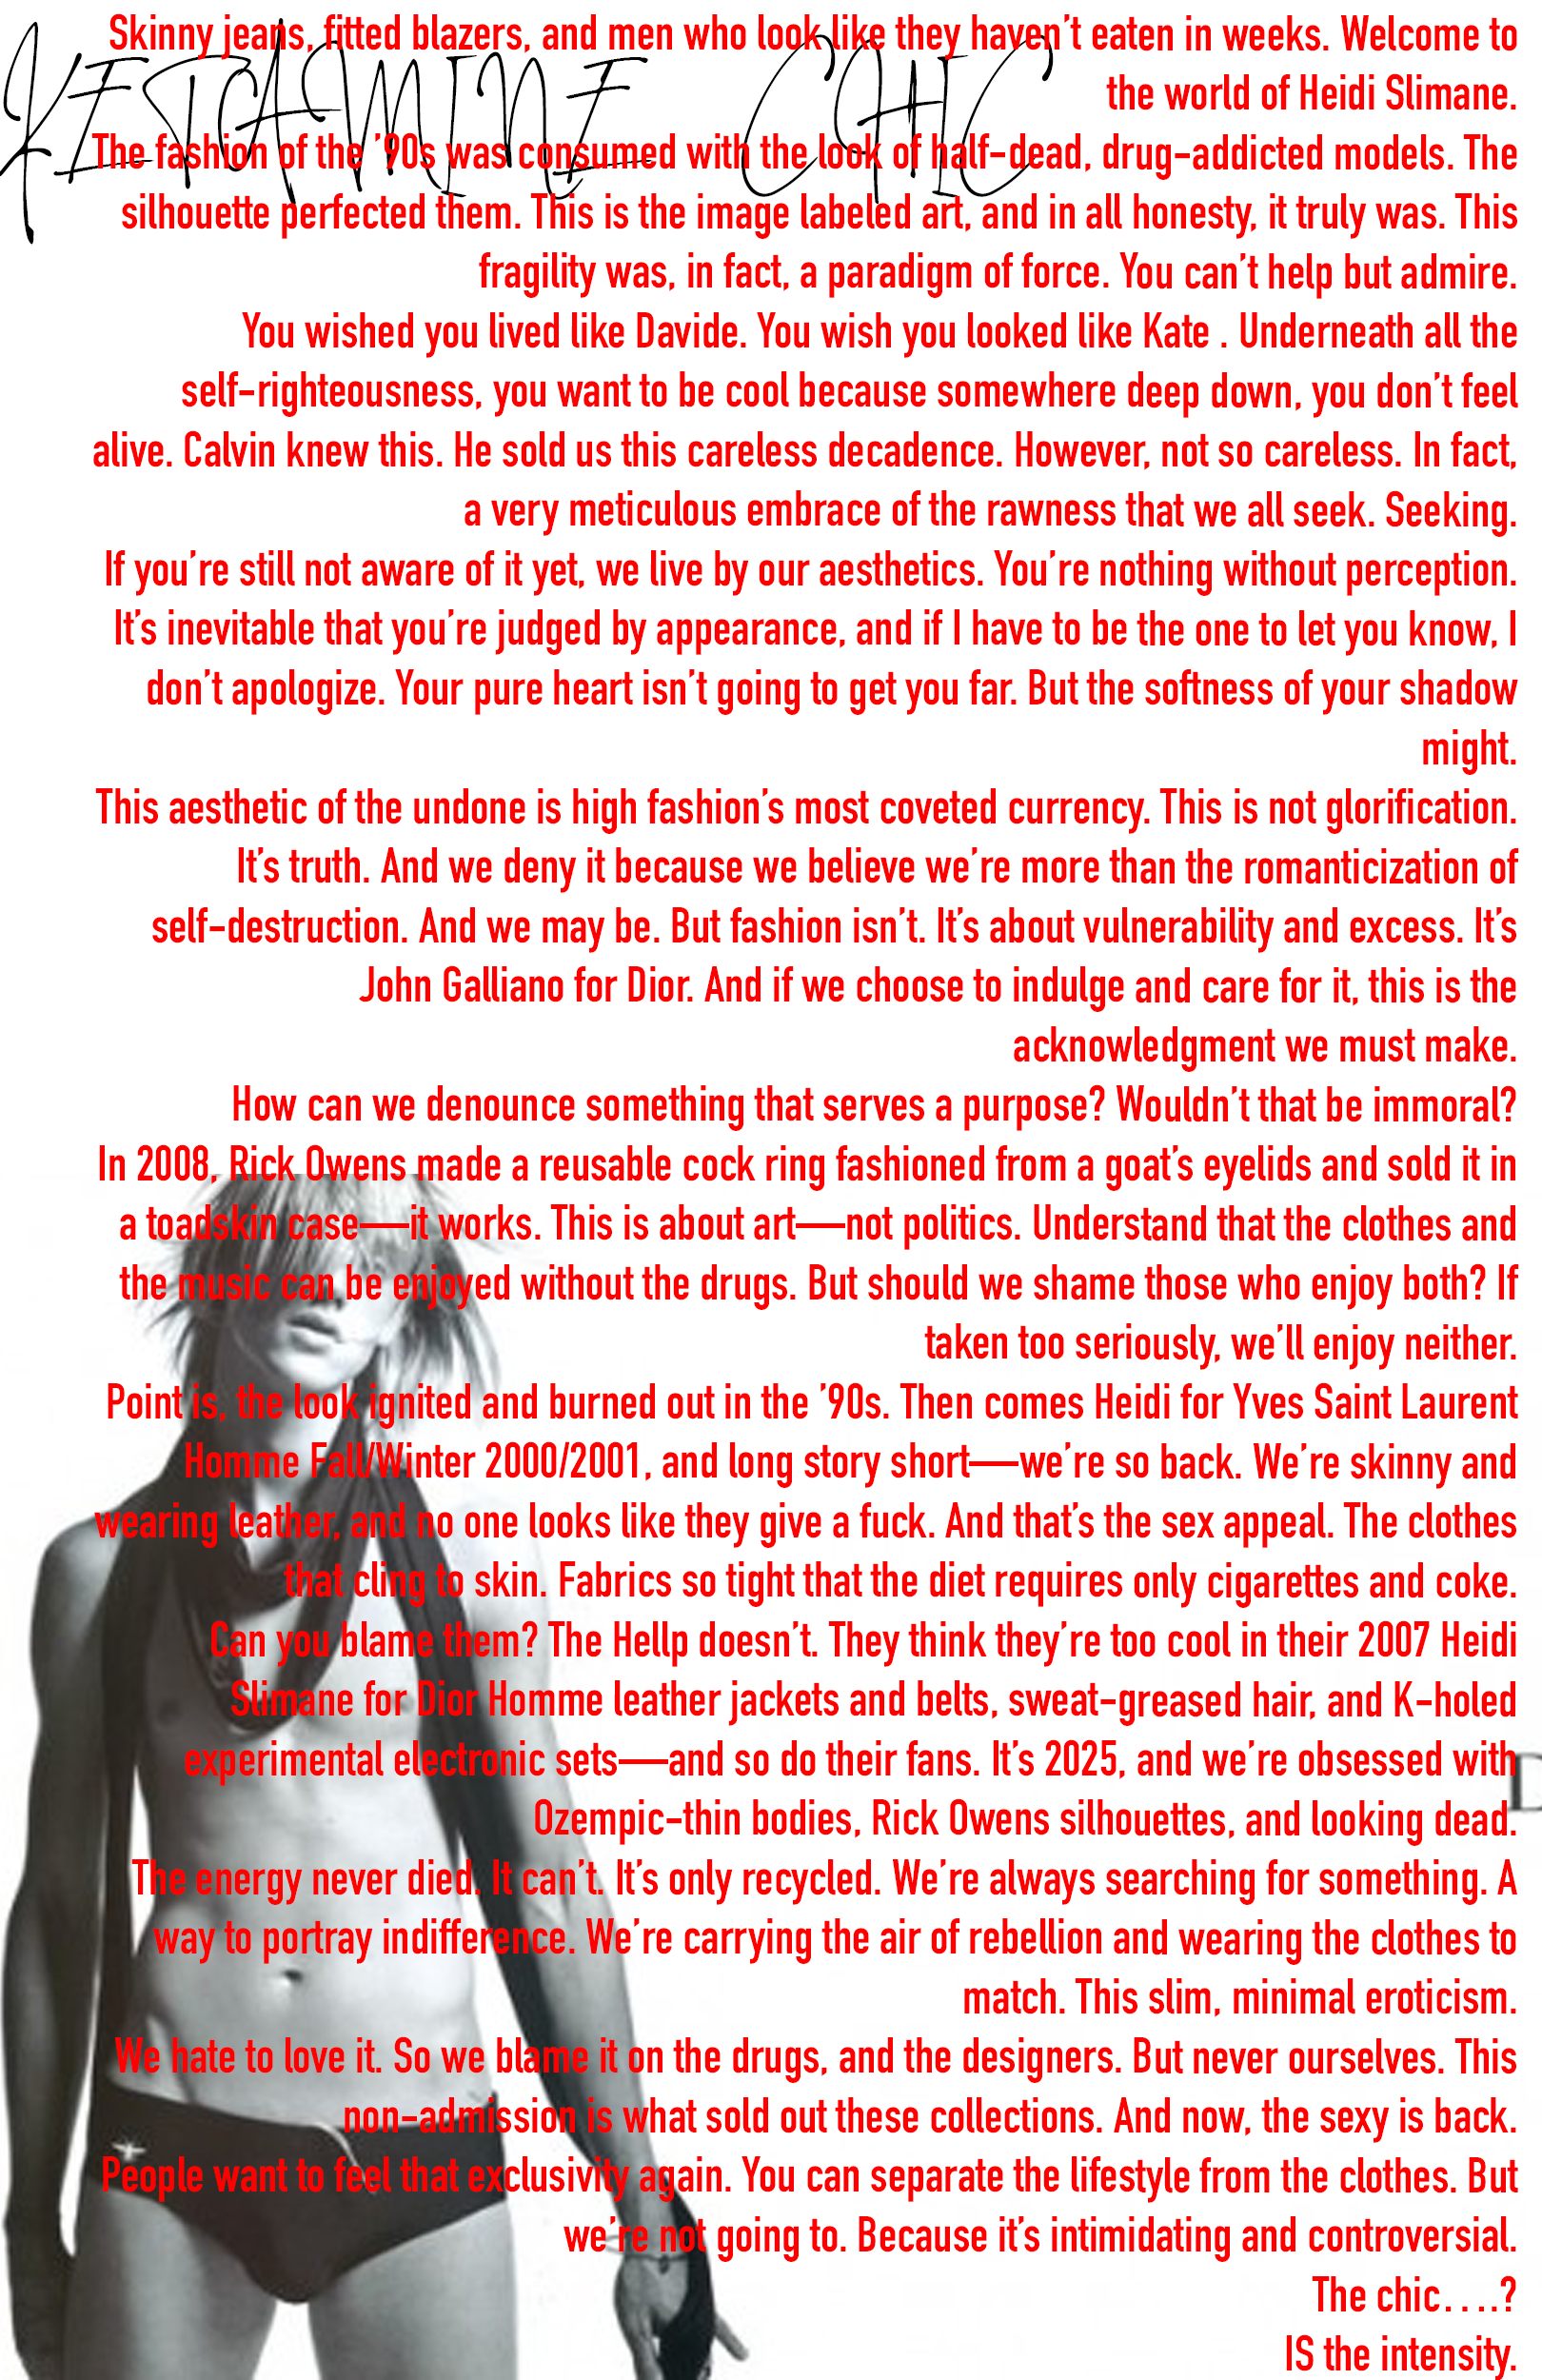 KETAMINE CHIC
Skinny jeans, fitted blazers, and men who look like they haven't eaten in weeks. Welcome to
the world of Heidi Slimane.
The fashion of the '90s was consumed with the look of half-dead, drug-addicted models. The
silhouette perfected them. This is the image labeled art, and in all honesty, it truly was. This
fragility was, in fact, a paradigm of force. You can't help but admire.
You wished you lived like Davide. You wish you looked like Kate . Underneath all the
self-righteousness, you want to be cool because somewhere deep down, you don't feel
alive. Calvin knew this. He sold us this careless decadence. However, not so careless. In fact,
a very meticulous embrace of the rawness that we all seek. Seeking.
If you're still not aware of it yet, we live by our aesthetics. You're nothing without perception.
It's inevitable that you're judged by appearance, and if I have to be the one to let you know, I
don't apologize. Your pure heart isn't going to get you far. But the softness of your shadow
might.
This aesthetic of the undone is high fashion's most coveted currency. This is not glorification.
It's truth. And we deny it because we believe we're more than the romanticization of
self-destruction. And we may be. But fashion isn't. It's about vulnerability and excess. It's
John Galliano for Dior. And if we choose to indulge and care for it, this is the
acknowledgment we must make.
How can we denounce something that serves a purpose? Wouldn't that be immoral?
In 2008, Rick Owens made a reusable cock ring fashioned from a goat's eyelids and sold it in
a toadskin case—it works. This is about art—not politics. Understand that the clothes and
the music can be enjoyed without the drugs. But should we shame those who enjoy both? If
taken too seriously, we'll enjoy neither.
Point is, the look ignited and burned out in the '90s. Then comes Heidi for Yves Saint Laurent
Homme Fall/Winter 2000/2001, and long story short—we're so back. We're skinny and
wearing leather, and no one looks like they give a fuck. And that's the sex appeal. The clothes
that cling to skin. Fabrics so tight that the diet requires only cigarettes and coke.
Can you blame them? The Hellp doesn't. They think they're too cool in their 2007 Heidi
Slimane for Dior Homme leather jackets and belts, sweat-greased hair, and K-holed
experimental electronic sets—and so do their fans. It's 2025, and we're obsessed with
Ozempic-thin bodies, Rick Owens silhouettes, and looking dead.
The energy never died. It can't. It's only recycled. We're always searching for something. A
way to portray indifference. We're carrying the air of rebellion and wearing the clothes to
match. This slim, minimal eroticism.
We hate to love it. So we blame it on the drugs, and the designers. But never ourselves. This
non-admission is what sold out these collections. And now, the sexy is back.
People want to feel that exclusivity again. You can separate the lifestyle from the clothes. But
we're not going to. Because it's intimidating and controversial.
The chic....?
IS the intensity.